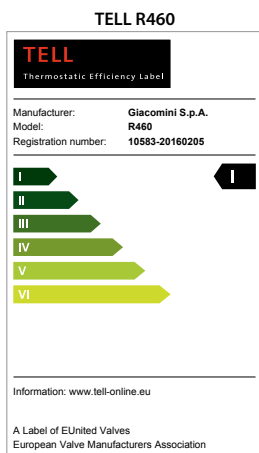 TELL R460
TELL
Thermostatic Efficiency Label
Manufacturer: Giacomini S.p.A.
Model: R460
Registration number: 10583-20160205
I I
II
III
IV
V
VI
Information: www.tell-online.eu
A Label of EUnited Valves
European Valve Manufacturers Association